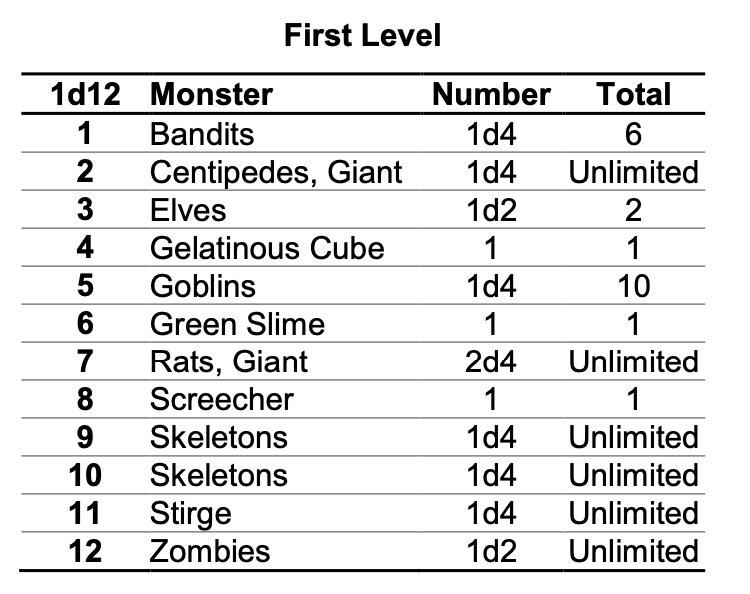 First Level
1d12 Monster Number Total
1 Bandits 1d4 6
2 Centipedes, Giant 1d4 Unlimited
3 Elves 1d2 2
4 Gelatinous Cube 1 1
5 Goblins 1d4 10
6 Green Slime 1 1
7 Rats, Giant 2d4 Unlimited
8 Screecher 1 1
9 Skeletons 1d4 Unlimited
10 Skeletons 1d4 Unlimited
11 Stirge 1d4 Unlimited
12 Zombies 1d2 Unlimited